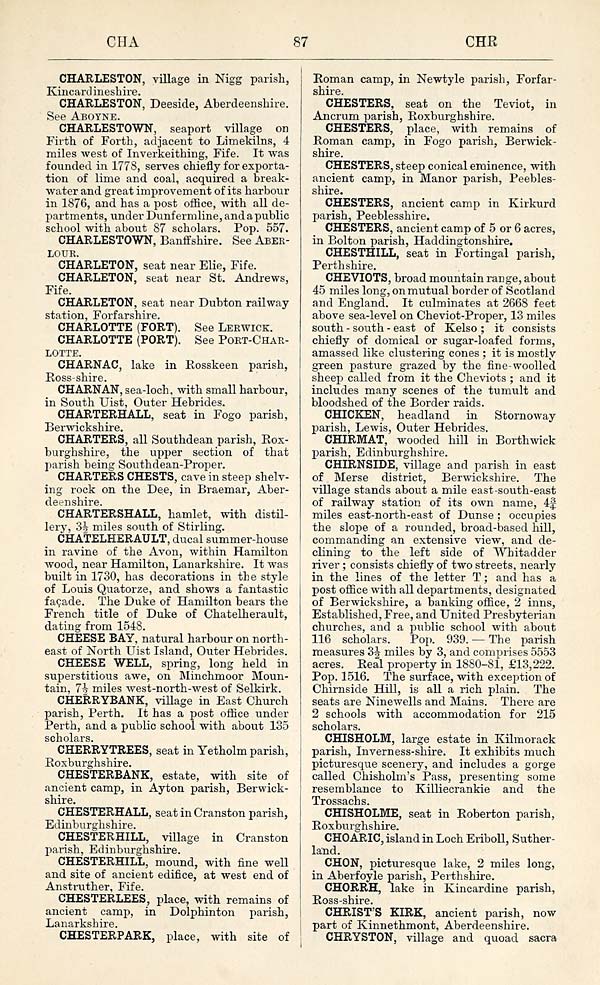 CHA 87 CHR
CHARLESTON, village in Nigg parish,
Kincardineshire.
CHARLESTON, Deeside, Aberdeenshire.
See ABOYNE.
CHARLESTOWN, seaport village on
Firth of Forth, adjacent to Limekilns, 4
miles west of Inverkeithing, Fife. It was
founded in 1778, serves chiefly for exporta-
tion of lime and coal, acquired a break-
water and great improvement of its harbour
in 1876, and has a post office, with all de-
partments, under Dunfermline, and a public
school with about 87 scholars. Pop. 557.
CHARLESTOWN, Banffshire. See ABER-
LOUR.
CHARLETON, seat near Elie, Fife.
CHARLETON, seat near St. Andrews,
Fife.
CHARLETON, seat near Dubton railway
station, Forfarshire.
CHARLOTTE (FORT). See LERWICK.
CHARLOTTE (PORT). See PORT-CHAR-
LOTTE.
CHARNAC, lake in Rosskeen parish,
Ross-shire.
CHARNAN, sea-loch, with small harbour,
in South Uist, Outer Hebrides.
CHARTERHALL, seat in Fogo parish,
Berwickshire.
CHARTERS, all Southdean parish, Rox-
burghshire, the upper section of that
parish being Southdean-Proper.
CHARTERS CHESTS, cave in steep shelv-
ing rock on the Dee, in Braemar, Aber-
deenshire.
CHARTERSHALL, hamlet, with distil-
lery, 3½ miles south of Stirling.
CHATELHERAULT, ducal summer-house
in ravine of the Avon, within Hamilton
wood, near Hamilton, Lanarkshire. It was
built in 1730, has decorations in the style
of Louis Quatorze, and shows a fantastic
façade. The Duke of Hamilton bears the
French title of Duke of Chatelherault,
dating from 1548.
CHEESE BAY, natural harbour on north-
east of North Uist Island, Outer Hebrides.
CHEESE WELL, spring, long held in
superstitious awe, on Minchmoor Moun-
tain, 7½ miles west-north-west of Selkirk.
CHERRYBANK, village in East Church
parish, Perth. It has a post office under
Perth, and a public school with about 135
scholars.
CHERRYTREES, seat in Yetholm parish,
Roxburghshire.
CHESTERBANK, estate, with site of
ancient camp, in Ayton parish, Berwick-
shire.
CHESTERHALL, seat in Cranston parish,
Edinburghshire.
CHESTERHILL, village in Cranston
parish, Edinburghshire.
CHESTERHILL, mound, with fine well
and site of ancient edifice, at west end of
Anstruther, Fife.
CHESTERLEES, place, with remains of
ancient camp, in Dolphinton parish,
Lanarkshire.
CHESTERPARK, place, with site of
Roman camp, in Newtyle parish, Forfar-
shire.
CHESTERS, seat on the Teviot, in
Ancrum parish, Roxburghshire.
CHESTERS, place, with remains of
Roman camp, in Fogo parish, Berwick-
shire.
CHESTERS, steep conical eminence, with
ancient camp, in Manor parish, Peebles-
shire.
CHESTERS, ancient camp in Kirkurd
parish, Peeblesshire.
CHESTERS, ancient camp of 5 or 6 acres,
in Bolton parish, Haddingtonshire.
CHESTHILL, seat in Fortingal parish,
Perthshire.
CHEVIOTS, broad mountain range, about
45 miles long, on mutual border of Scotland
and England. It culminates at 2668 feet
above sea-level on Cheviot-Proper, 13 miles
south-south-east of Kelso; it consists
chiefly of domical or sugar-loafed forms,
amassed like clustering cones; it is mostly
green pasture grazed by the fine-woolled
sheep called from it the Cheviots; and it
includes many scenes of the tumult and
bloodshed of the Border raids.
CHICKEN, headland in Stornoway
parish, Lewis, Outer Hebrides.
CHIRMAT, wooded hill in Borthwick
parish, Edinburghshire.
CHIRNSIDE, village and parish in east
of Merse district, Berwickshire. The
village stands about a mile east-south-east
of railway station of its own name, 4¾
miles east-north-east of Dunse; occupies
the slope of a rounded, broad-based hill,
commanding an extensive view, and de-
clining to the left side of Whitadder
river; consists chiefly of two streets, nearly
in the lines of the letter T; and has a
post office with all departments, designated
of Berwickshire, a banking office, 2 inns,
Established, Free, and United Presbyterian
churches, and a public school with about
116 scholars. Pop. 939.—The parish
measures 3½ miles by 3, and comprises 5553
acres. Real property in 1880-81, £13,222.
Pop. 1516. The surface, with exception of
Chirnside Hill, is all a rich plain. The
seats are Ninewells and Mains. There are
2 schools with accommodation for 215
scholars.
CHISHOLM, large estate in Kilmorack
parish, Inverness-shire. It exhibits much
picturesque scenery, and includes a gorge
called Chisholm's Pass, presenting some
resemblance to Killiecrankie and the
Trossachs.
CHISHOLME, seat in Roberton parish,
Roxburghshire.
CHOARIC, island in Loch Eriboll, Suther-
land.
CHON, picturesque lake, 2 miles long,
in Aberfoyle parish, Perthshire.
CHORRH, lake in Kincardine parish,
Ross-shire.
CHRIST'S KIRK, ancient parish, now
part of Kinnethmont, Aberdeenshire.
CHRYSTON, village and quoad sacra